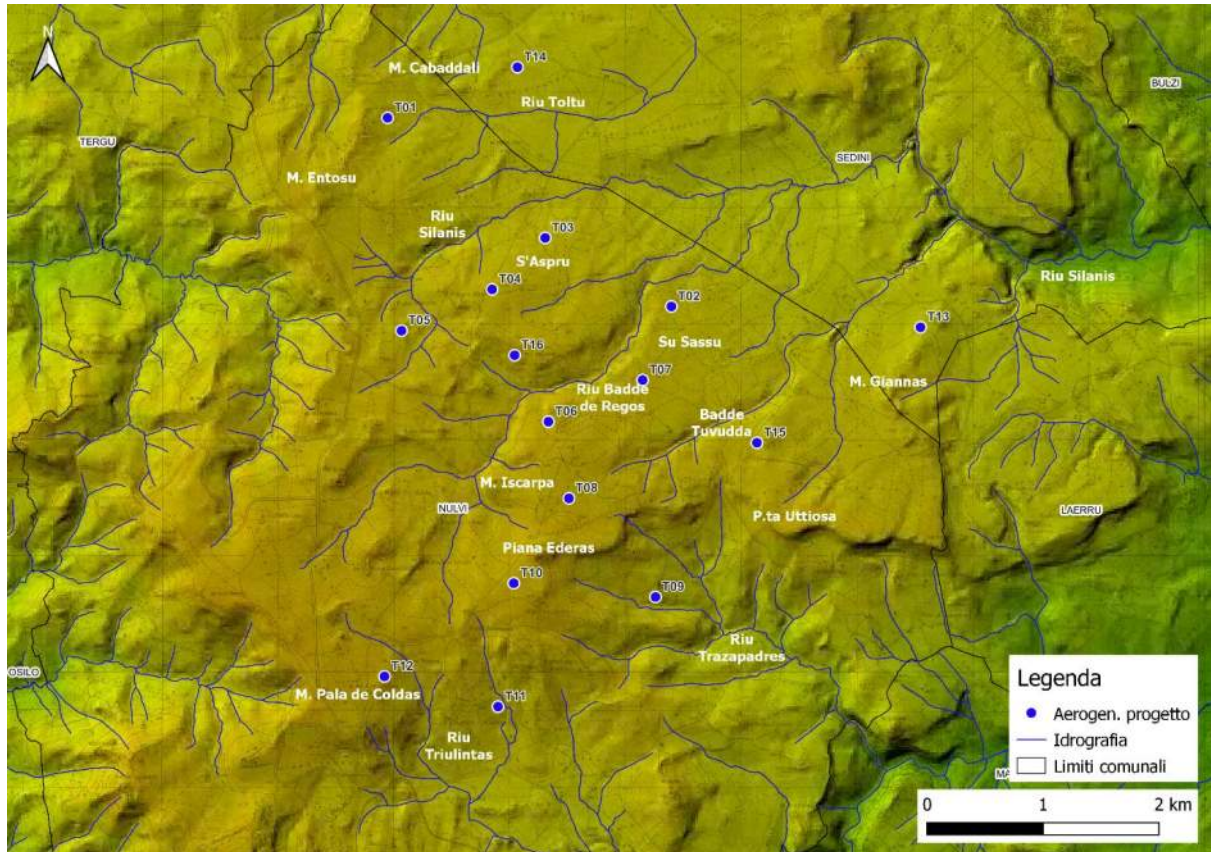 N
M. Cabaddali
T14
BULZI
Riu Toltu
T01
TERGU
SEDINI
M. Entosu
Riu
Silanis
T03
S'Aspru
Riu Silanis
T04
T02
T05
T13
Su Sassu
T16
T07
M. Giannas
Riu Badde
de Regos
T06
Badde
Tuvudda
T15
M. Iscarpa
T08
NULVI
P.ta Uttiosa
LAERRU
Piana Ederas
T10
T09
Riu
Trazapadres
OSILO
T12
M. Pala de Coldas
T11
Riu
Triulintas
Legenda
Aerogen. progetto
Idrografia
Limiti comunali
MA
0 1 2 km